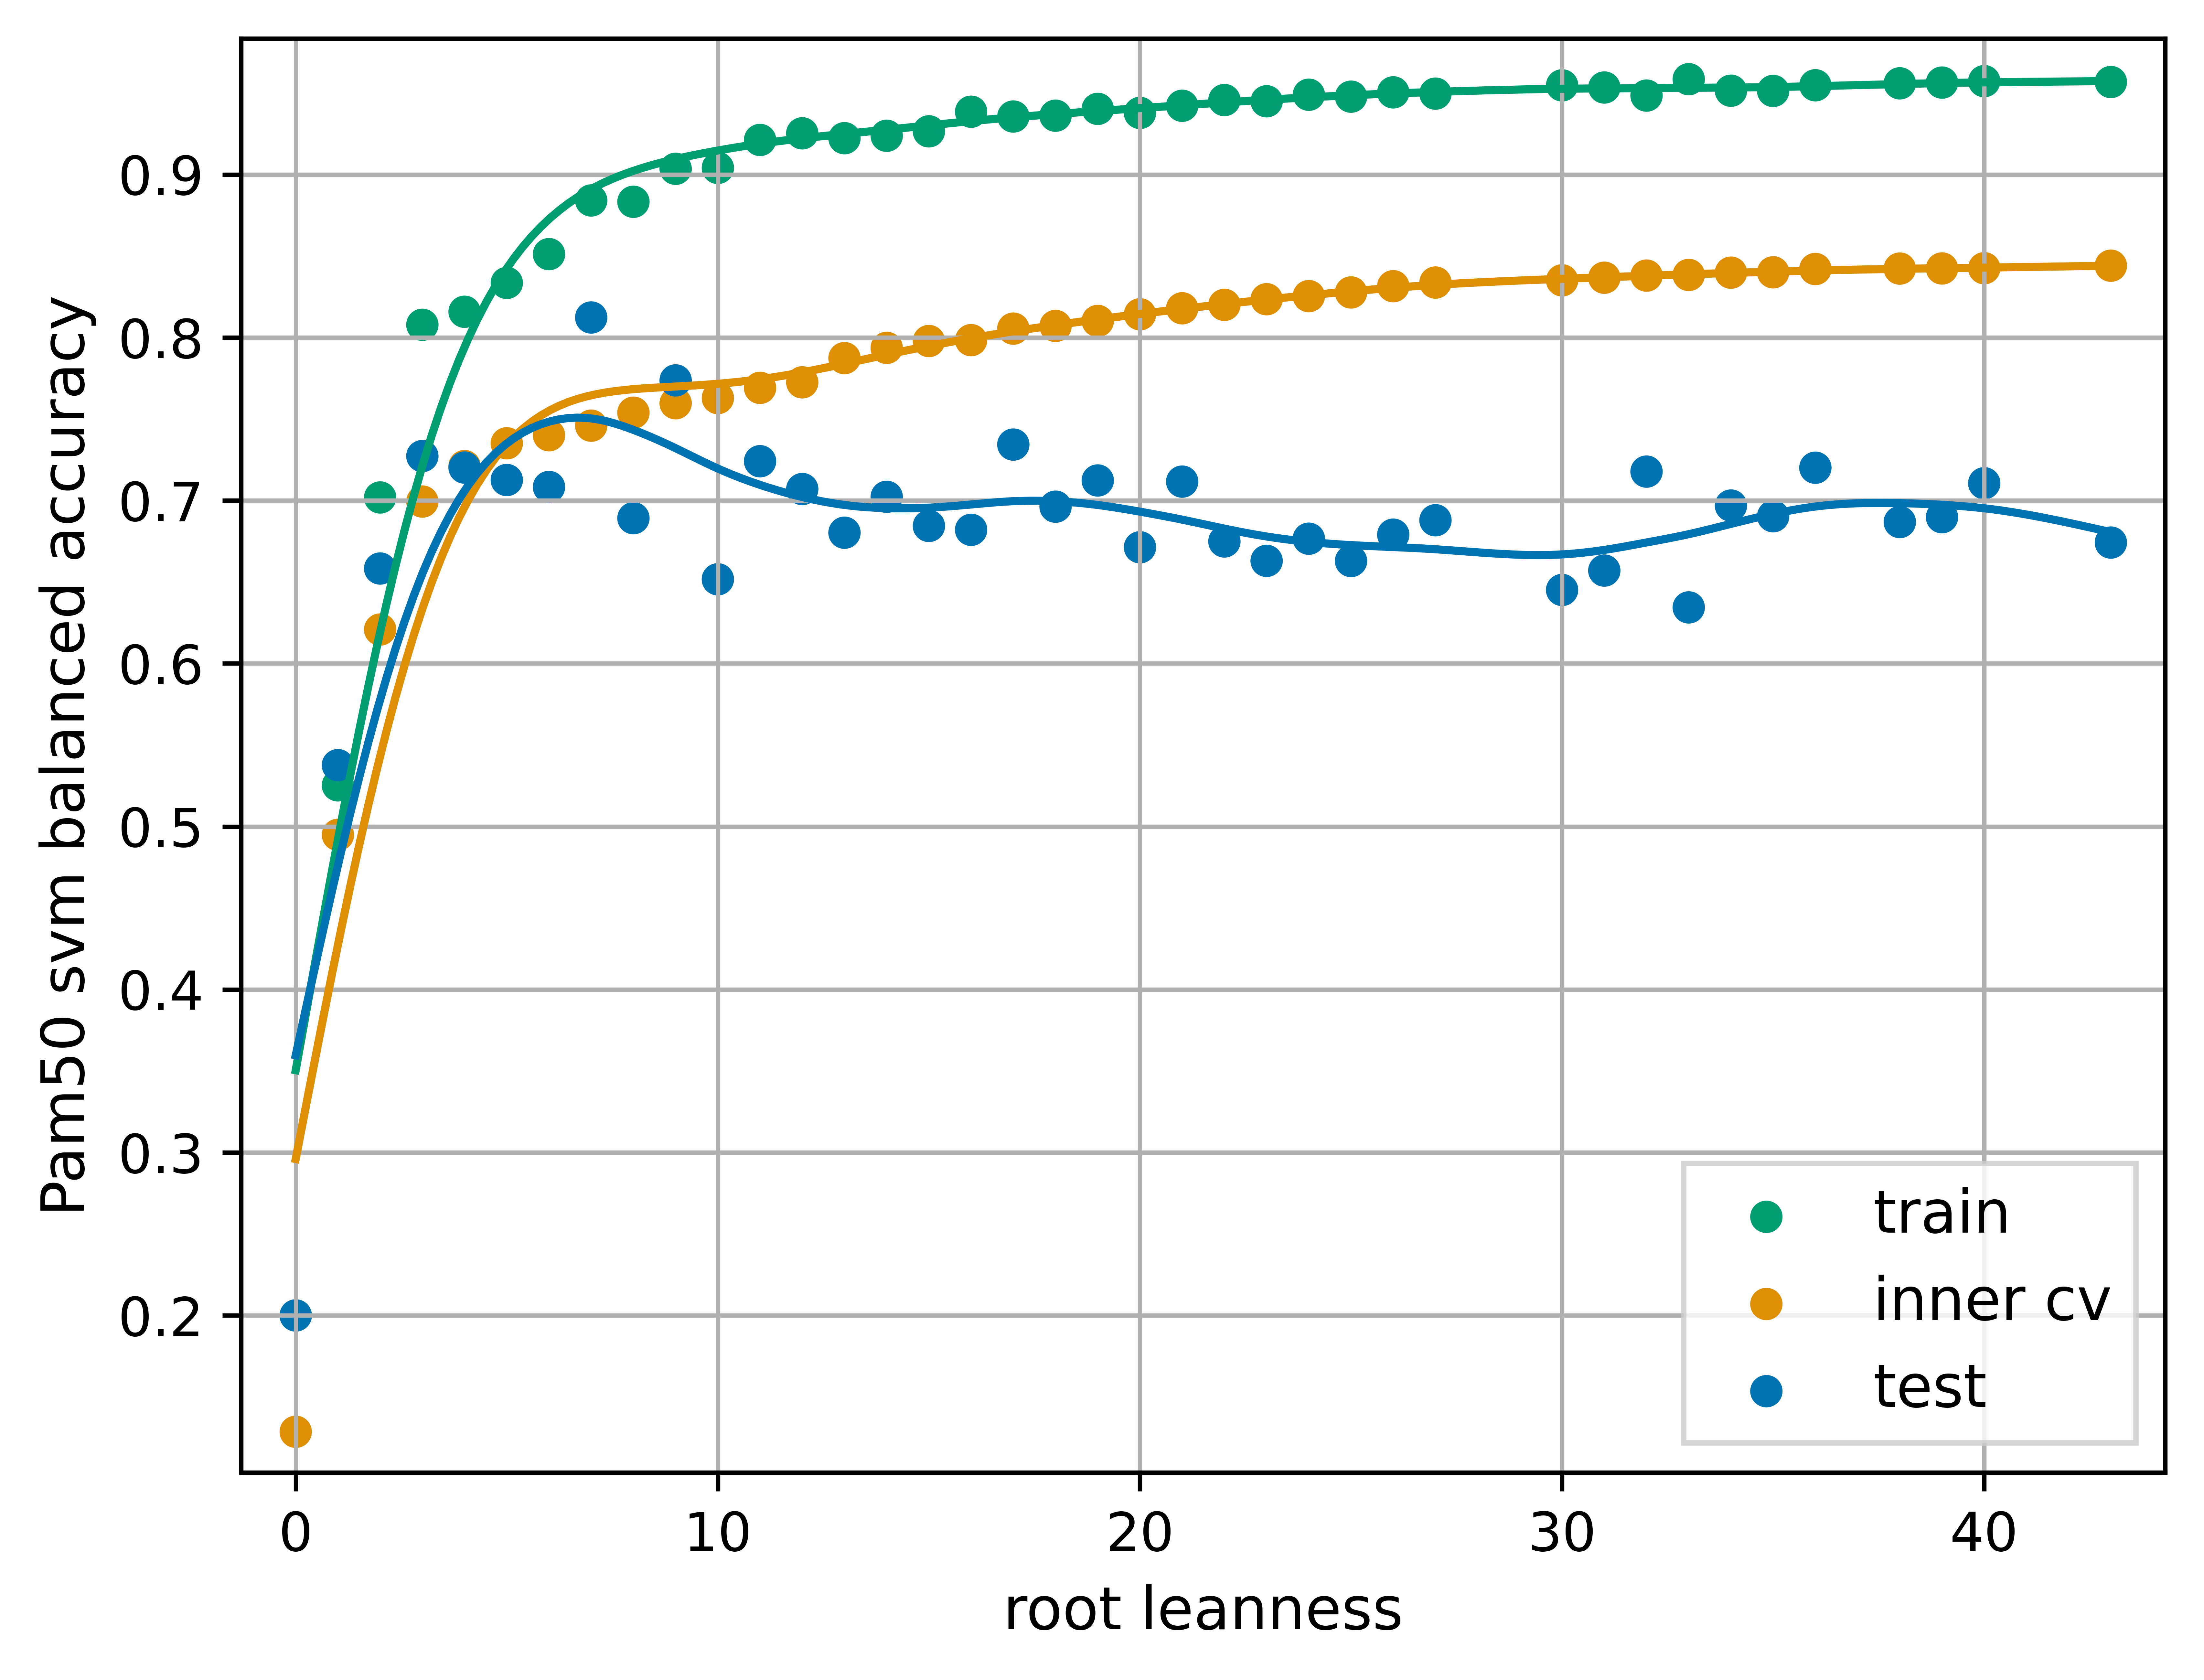 Pam50 svm balanced accuracy
0.9
0.8
0.7
0.6
0.5
0.4
0.3
0.2
0 10 20 30 40
root leanness
train
inner cv
test